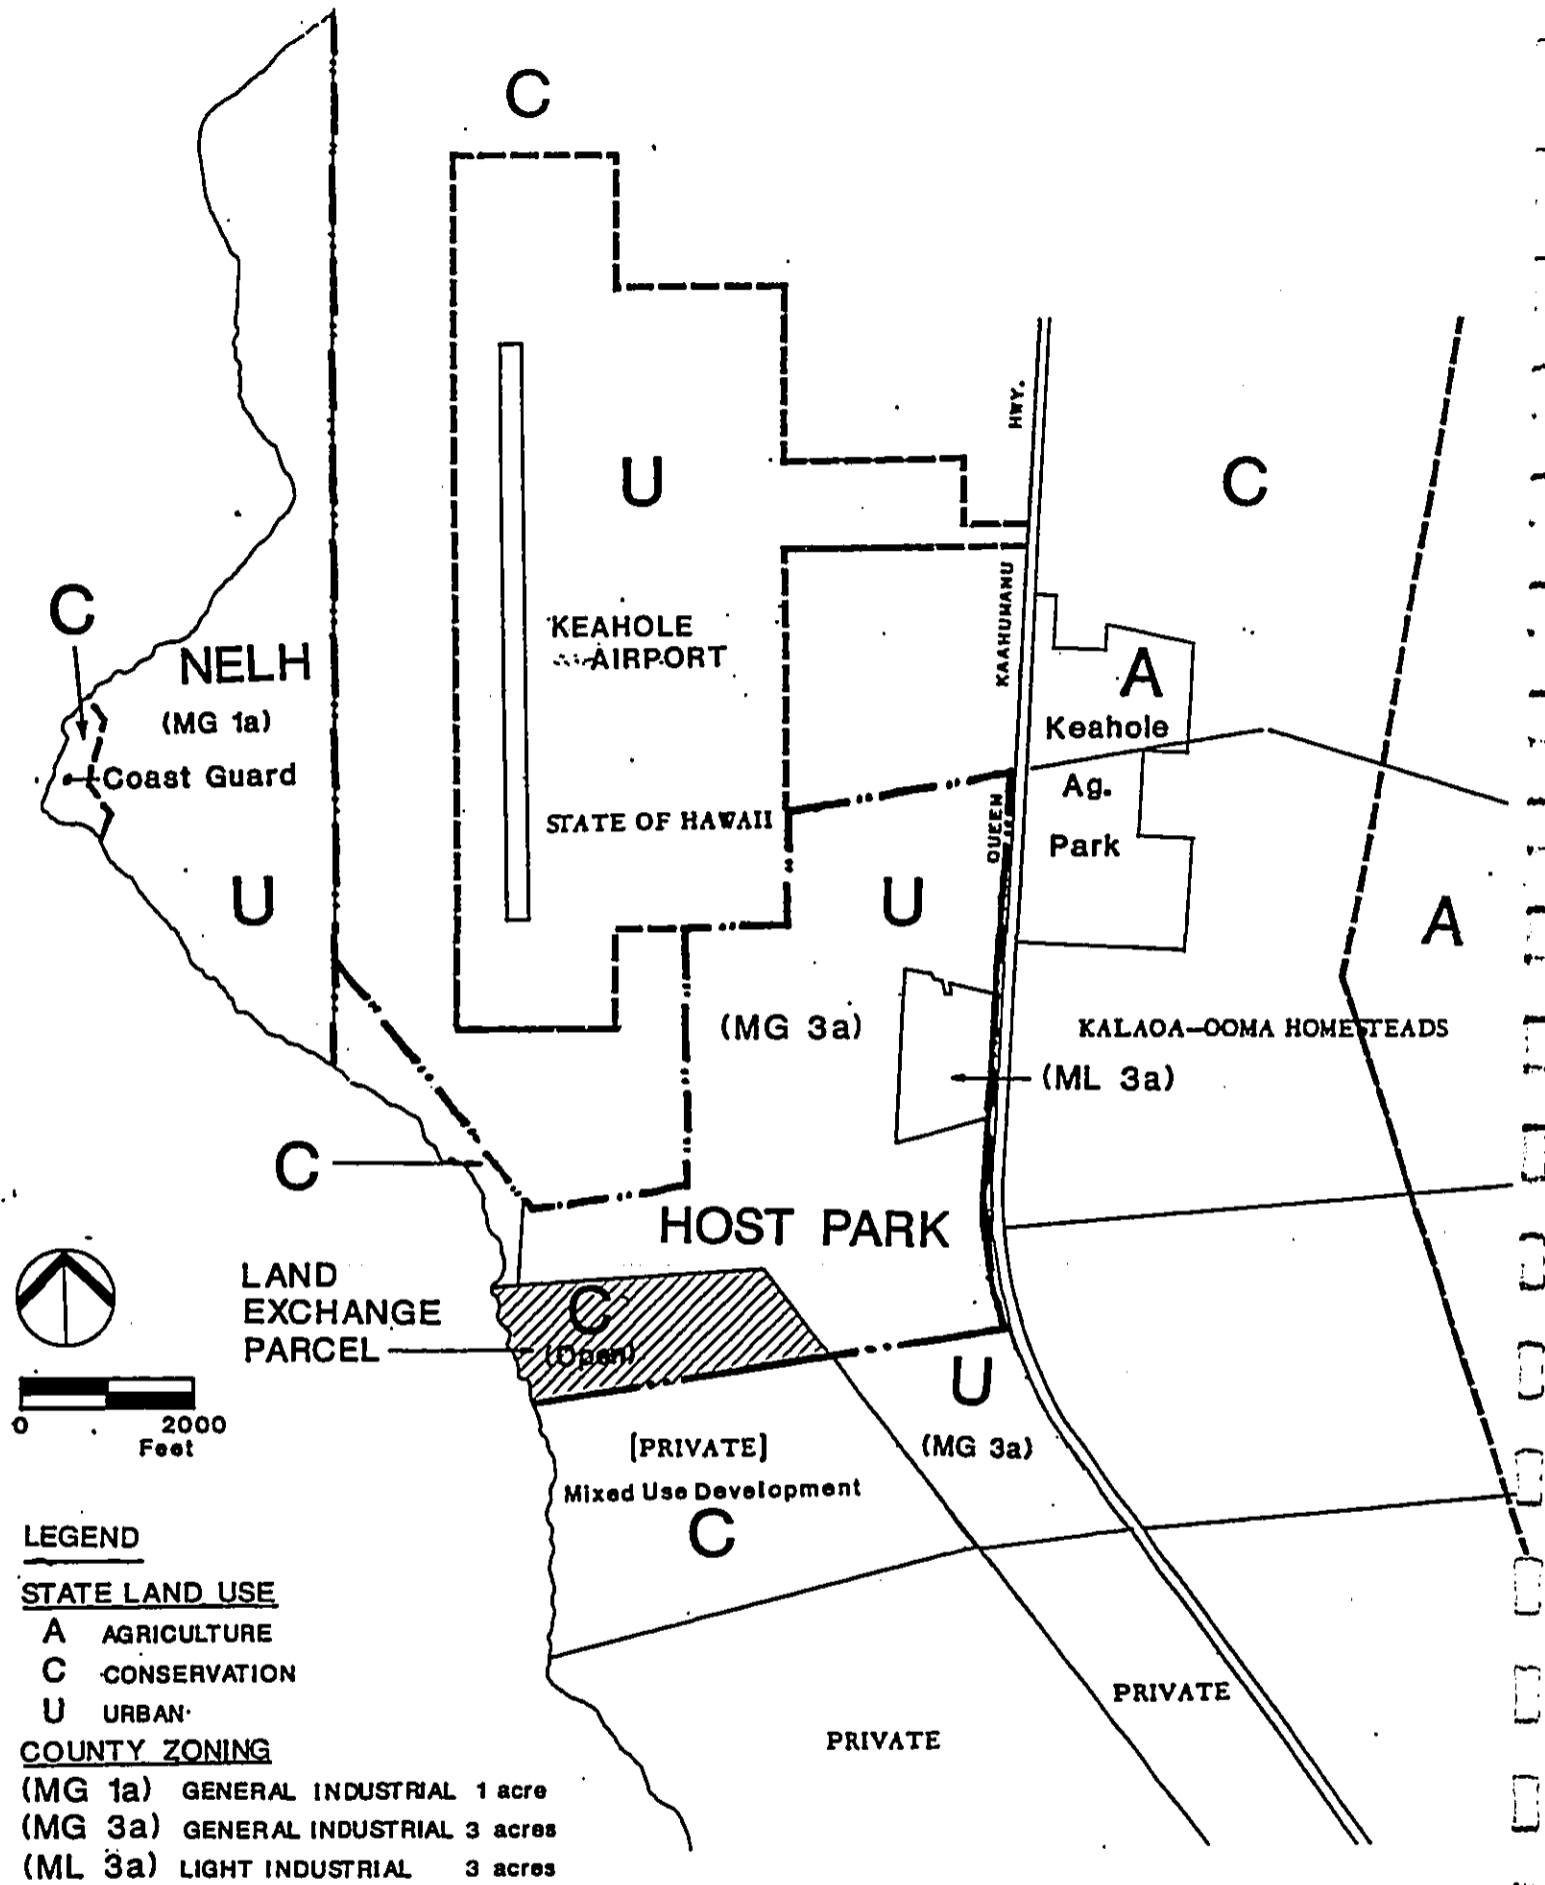 C
U
HWY.
C
KEAHOLE
AIRPORT
KAAHUMANU
C
NELH
(MG 1a)
Coast Guard
A
Keahole
Ag.
Park
STATE OF HAWAII
QUEEN
U
U
A
(MG 3a)
KALAOA-OOMA HOMESTEADS
(ML 3a)
C
HOST PARK
LAND
EXCHANGE
PARCEL
C
(Open)
U
(MG 3a)
0 2000
Feet
[PRIVATE]
Mixed Use Development
C
PRIVATE
PRIVATE
LEGEND
STATE LAND USE
A AGRICULTURE
C CONSERVATION
U URBAN
COUNTY ZONING
(MG 1a) GENERAL INDUSTRIAL 1 acre
(MG 3a) GENERAL INDUSTRIAL 3 acres
(ML 3a) LIGHT INDUSTRIAL 3 acres